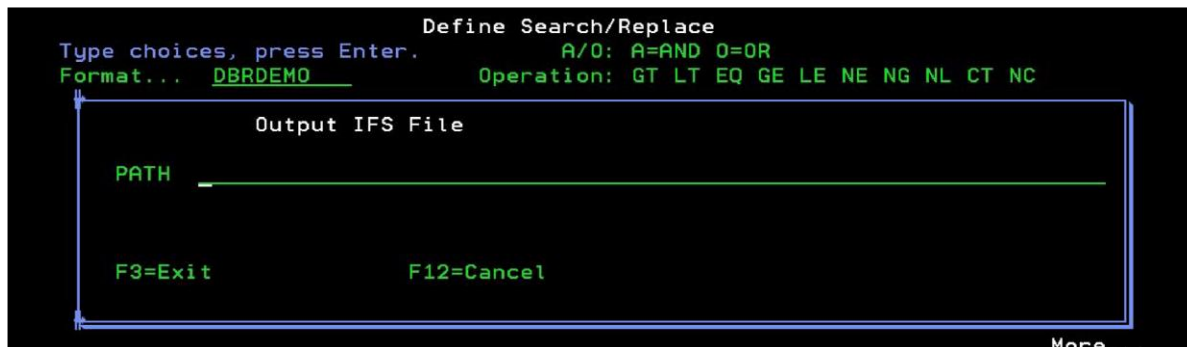 Define Search/Replace
Type choices, press Enter. A/O: A=AND O=OR
Format... DBRDEMO Operation: GT LT EQ GE LE NE NG NL CT NC
Output IFS File
PATH
F3=Exit F12=Cancel
More